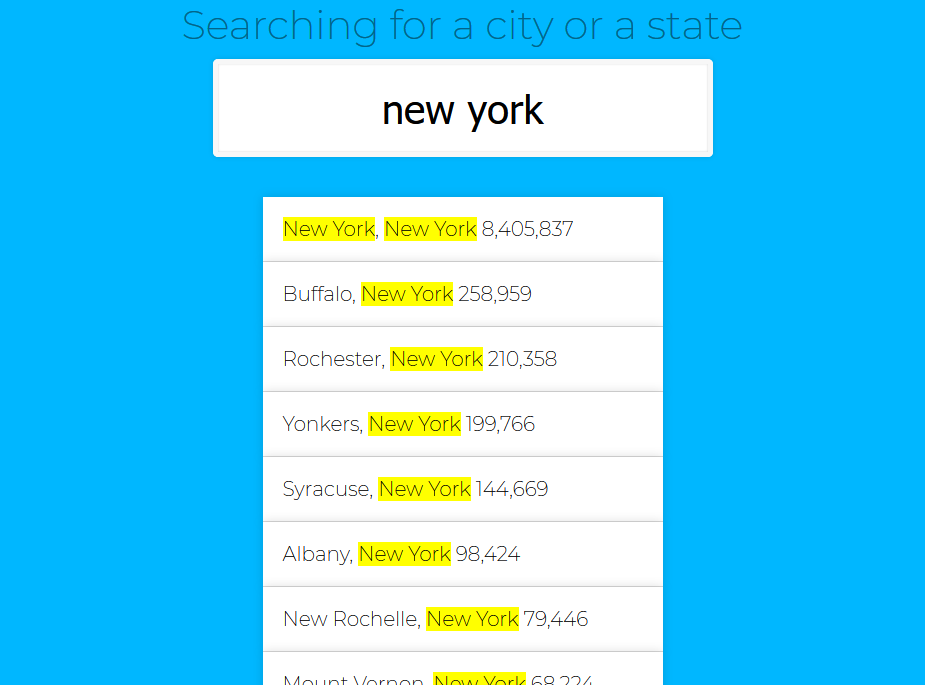 Searching for a city or a state
new york
New York, New York 8,405,837
Buffalo, New York 258,959
Rochester, New York 210,358
Yonkers, New York 199,766
Syracuse, New York 144,669
Albany, New York 98,424
New Rochelle, New York 79,446
Mount Vernon, New York 68,224